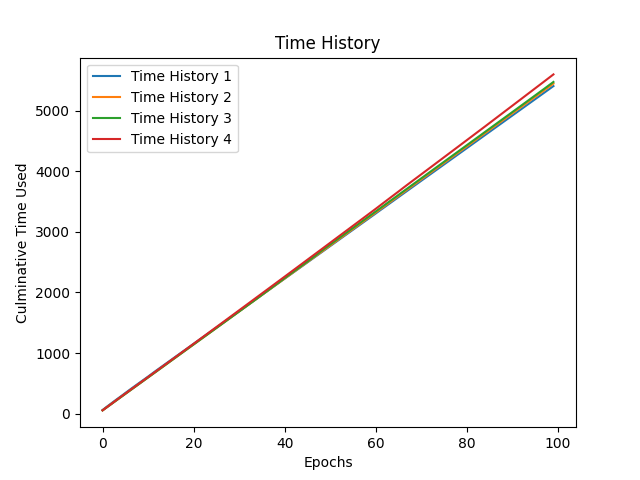 Time History
Time History 1
Time History 2
Time History 3
Time History 4
Culminative Time Used
5000
4000
3000
2000
1000
0
0 20 40 60 80 100
Epochs